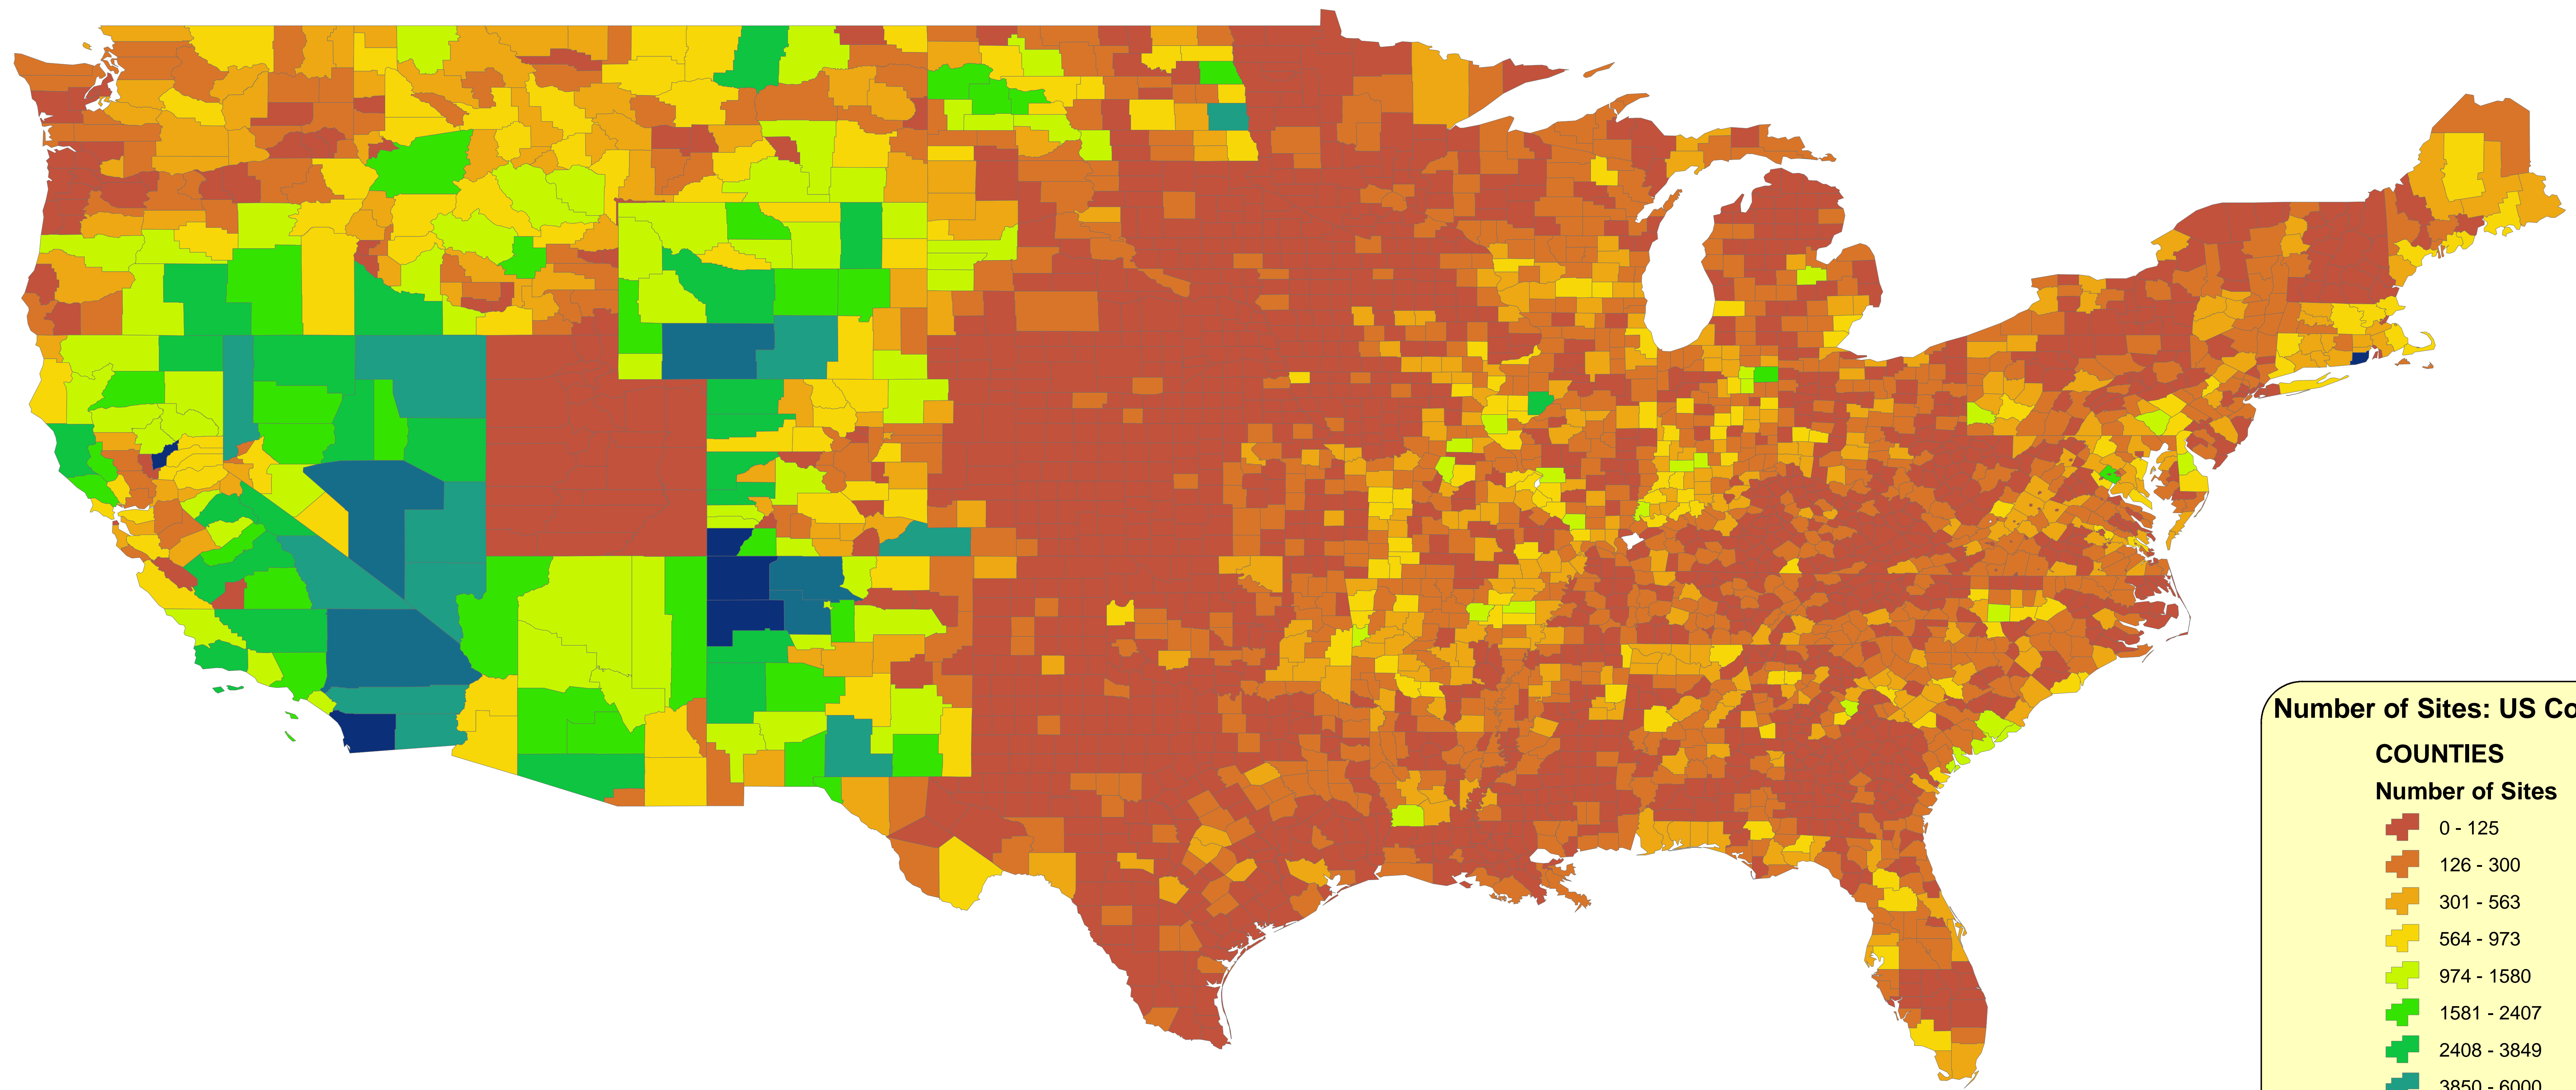 Number of Sites: US Co
COUNTIES
Number of Sites
0 - 125
126 - 300
301 - 563
564 - 973
974 - 1580
1581 - 2407
2408 - 3849
3850 - 6000